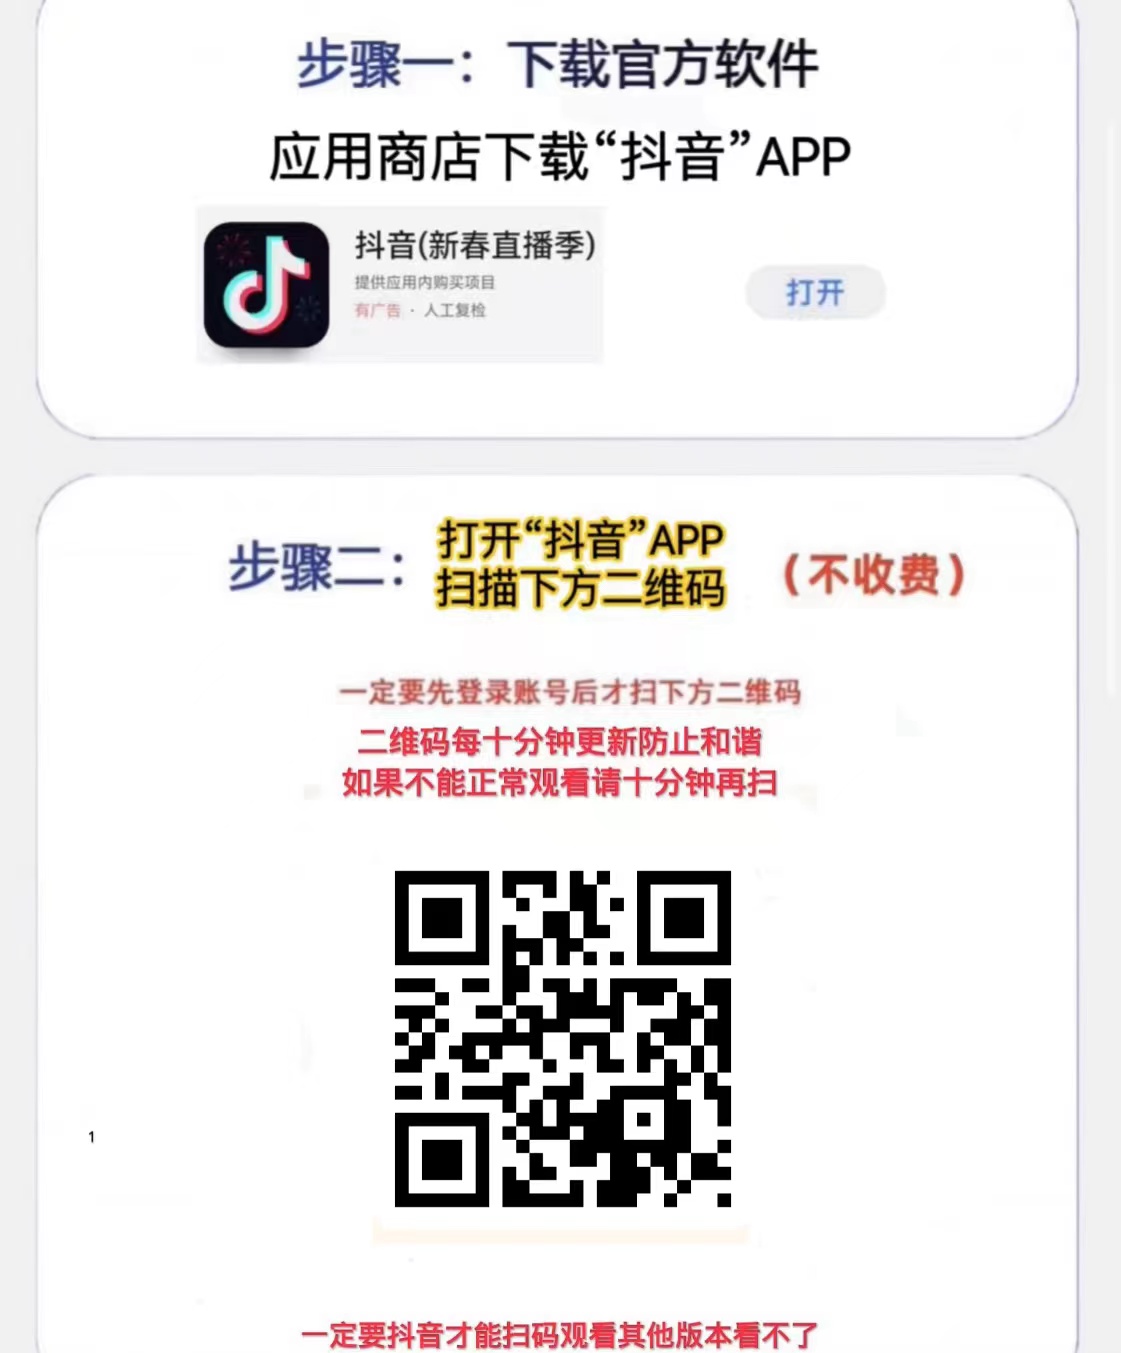 步骤一：下载官方软件
应用商店下载“抖音”APP
抖音(新春直播季)
提供应用内购买项目
有广告 · 人工复检
打开
步骤二：
打开“抖音”APP
扫描下方二维码
（不收费）
一定要先登录账号后才扫下方二维码
二维码每十分钟更新防止和谐
如果不能正常观看请十分钟再扫
1
一定要抖音才能扫码观看其他版本看不了